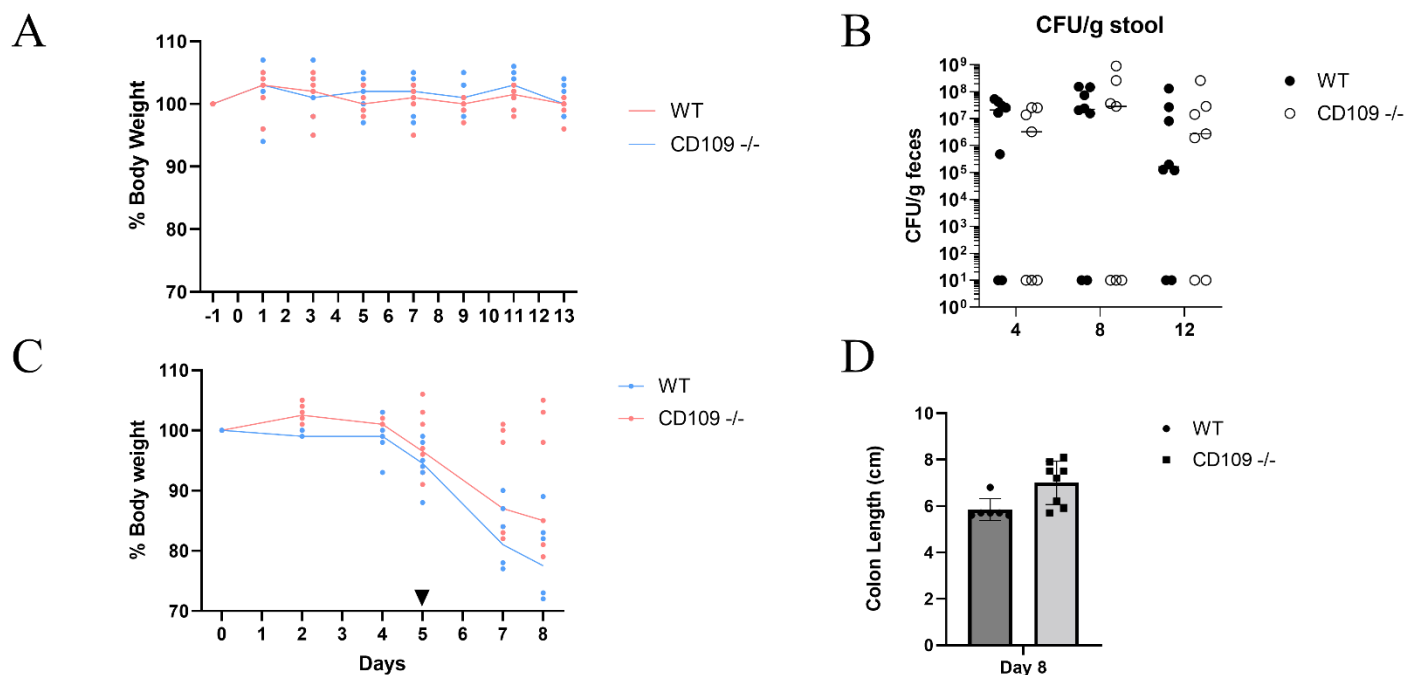 A
110
100
90
80
70
% Body Weight
-1 0 1 2 3 4 5 6 7 8 9 10 11 12 13
WT
CD109 -/-
B
CFU/g stool
10⁹
10⁸
10⁷
10⁶
10⁵
10⁴
10³
10²
10¹
10⁰
CFU/g feces
4 8 12
WT
CD109 -/-
C
110
100
90
80
70
% Body weight
0 1 2 3 4 5 6 7 8
Days
WT
CD109 -/-
D
10
8
6
4
2
0
Colon Length (cm)
Day 8
WT
CD109 -/-